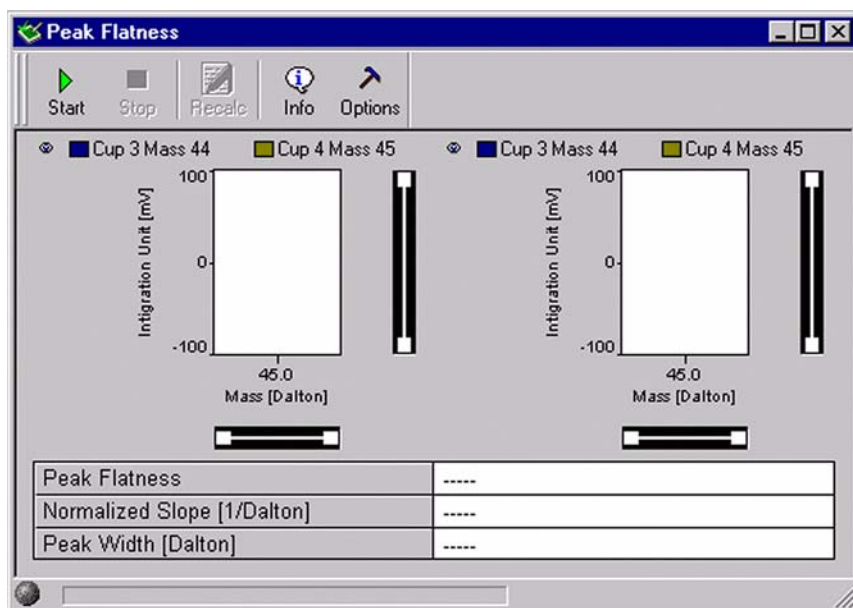 Peak Flatness
Start Stop Recalc Info Options
Cup 3 Mass 44 Cup 4 Mass 45
Intigration Unit [mV]
100
0
-100
45.0
Mass [Dalton]
Cup 3 Mass 44 Cup 4 Mass 45
Intigration Unit [mV]
100
0
-100
45.0
Mass [Dalton]
Peak Flatness -----
Normalized Slope [1/Dalton] -----
Peak Width [Dalton] -----